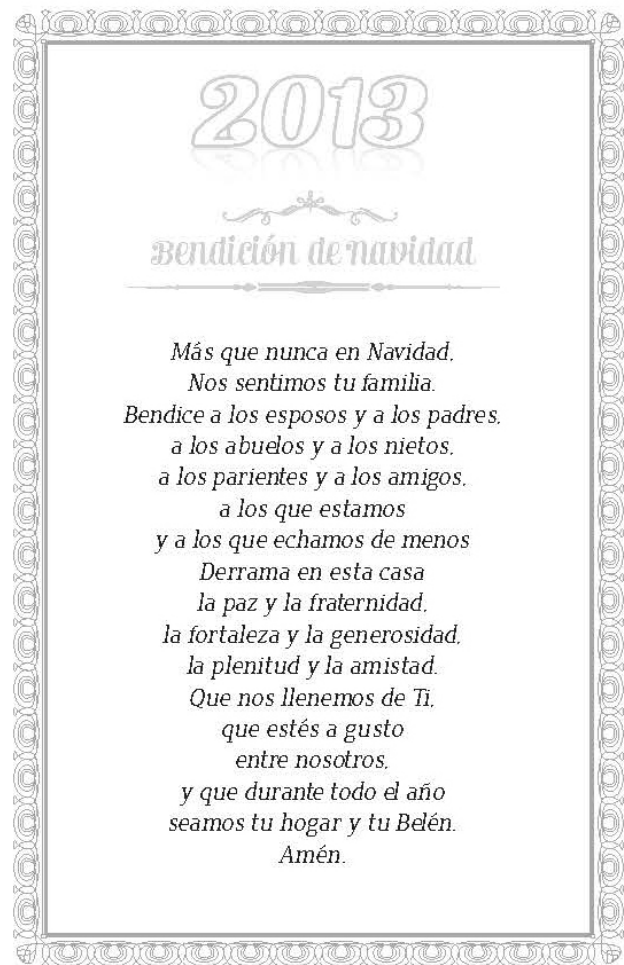 2013
Bendición de Navidad
Más que nunca en Navidad,
Nos sentimos tu familia.
Bendice a los esposos y a los padres,
a los abuelos y a los nietos,
a los parientes y a los amigos,
a los que estamos
y a los que echamos de menos
Derrama en esta casa
la paz y la fraternidad,
la fortaleza y la generosidad,
la plenitud y la amistad.
Que nos llenemos de Ti,
que estés a gusto
entre nosotros,
y que durante todo el año
seamos tu hogar y tu Belén.
Amén.